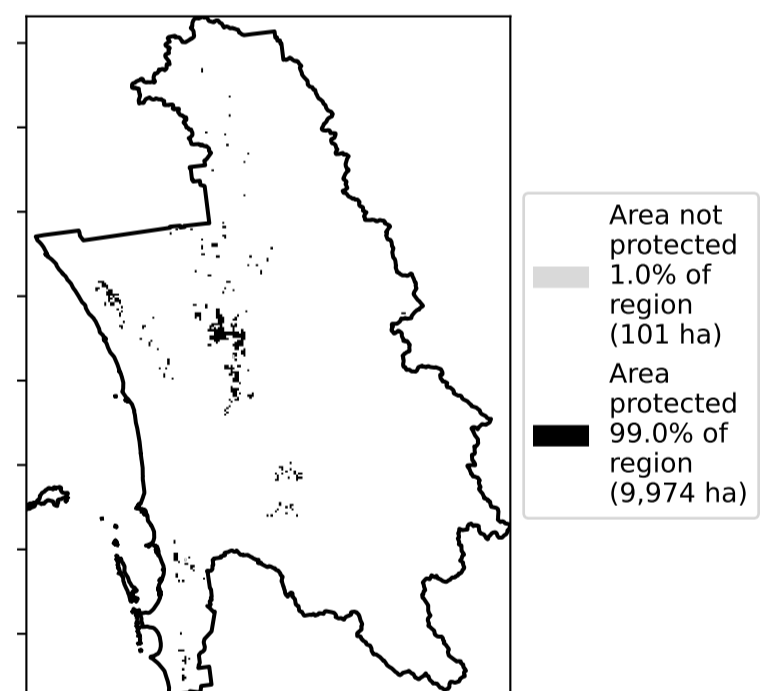 Area not
protected
1.0% of
region
(101 ha)
Area
protected
99.0% of
region
(9,974 ha)